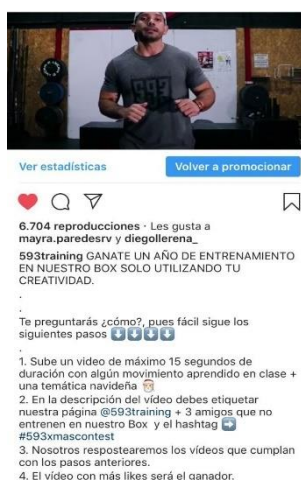 593
Ver estadísticas
Volver a promocionar
6.704 reproducciones · Les gusta a
mayra.paredesrv y diegollerena_
593training GANATE UN AÑO DE ENTRENAMIENTO
EN NUESTRO BOX SOLO UTILIZANDO TU
CREATIVIDAD.
.
.
Te preguntarás ¿cómo?, pues fácil sigue los
siguientes pasos ⬇️⬇️⬇️⬇️
.
1. Sube un video de máximo 15 segundos de
duración con algún movimiento aprendido en clase +
una temática navideña 🎅
2. En la descripción del vídeo debes etiquetar
nuestra página @593training + 3 amigos que no
entrenen en nuestro Box y el hashtag ➡️
#593xmascontest
3. Nosotros respostearemos los vídeos que cumplan
con los pasos anteriores.
4. El vídeo con más likes será el ganador.